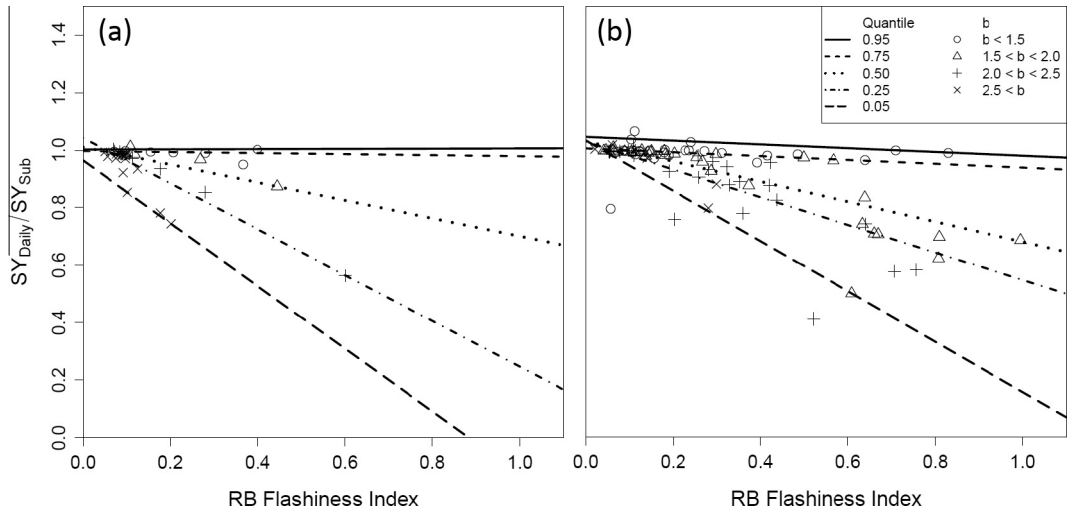 (a)
SY_Daily / SY_Sub
1.4
1.2
1.0
0.8
0.6
0.4
0.2
0.0
0.0 0.2 0.4 0.6 0.8 1.0
RB Flashiness Index
(b)
Quantile b
0.95 b < 1.5
0.75 1.5 < b < 2.0
0.50 2.0 < b < 2.5
0.25 2.5 < b
0.05
0.0 0.2 0.4 0.6 0.8 1.0
RB Flashiness Index